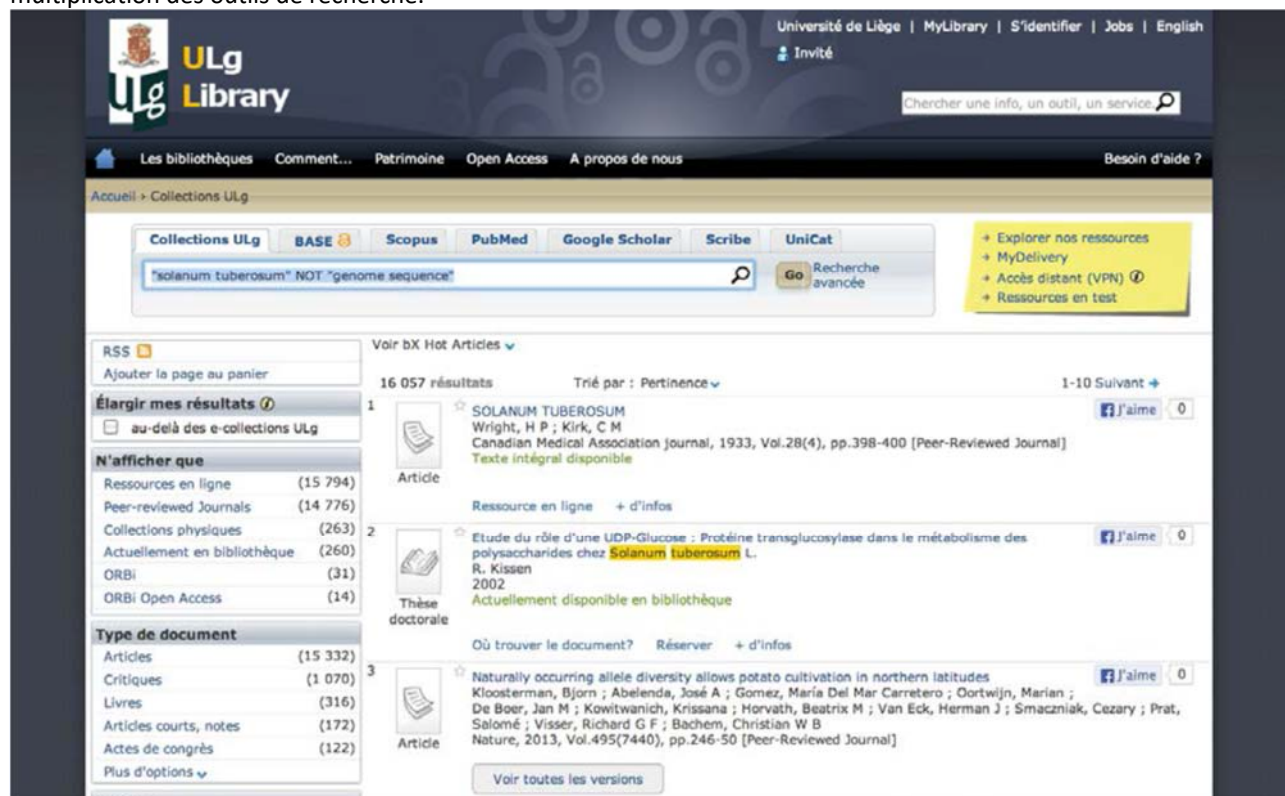 multiplication des outils de recherche.
Université de Liège | MyLibrary | S'identifier | Jobs | English
Invité
ULg
Library
ULg
Chercher une info, un outil, un service
Les bibliothèques Comment... Patrimoine Open Access A propos de nous Besoin d'aide ?
Accueil › Collections ULg
Collections ULg BASE Scopus PubMed Google Scholar Scribe UniCat
"solanum tuberosum" NOT "genome sequence"
Go Recherche avancée
Explorer nos ressources
MyDelivery
Accès distant (VPN)
Ressources en test
RSS
Ajouter la page au panier
Élargir mes résultats
au-delà des e-collections ULg
N'afficher que
Ressources en ligne (15 794)
Peer-reviewed Journals (14 776)
Collections physiques (263)
Actuellement en bibliothèque (260)
ORBi (31)
ORBi Open Access (14)
Type de document
Articles (15 332)
Critiques (1 070)
Livres (316)
Articles courts, notes (172)
Actes de congrès (122)
Plus d'options
Voir bX Hot Articles
16 057 résultats Trié par : Pertinence 1-10 Suivant
1
Article
SOLANUM TUBEROSUM
Wright, H P ; Kirk, C M
Canadian Medical Association journal, 1933, Vol.28(4), pp.398-400 [Peer-Reviewed Journal]
Texte intégral disponible
Ressource en ligne + d'infos
J'aime 0
2
Thèse
doctorale
Etude du rôle d'une UDP-Glucose : Protéine transglucosylase dans le métabolisme des
polysaccharides chez Solanum tuberosum L.
R. Kissen
2002
Actuellement disponible en bibliothèque
Où trouver le document? Réserver + d'infos
J'aime 0
3
Article
Naturally occurring allele diversity allows potato cultivation in northern latitudes
Kloosterman, Bjorn ; Abelenda, José A ; Gomez, María Del Mar Carretero ; Oortwijn, Marian ;
De Boer, Jan M ; Kowitwanich, Krissana ; Horvath, Beatrix M ; Van Eck, Herman J ; Smaczniak, Cezary ; Prat,
Salomé ; Visser, Richard G F ; Bachem, Christian W B
Nature, 2013, Vol.495(7440), pp.246-50 [Peer-Reviewed Journal]
Voir toutes les versions
J'aime 0